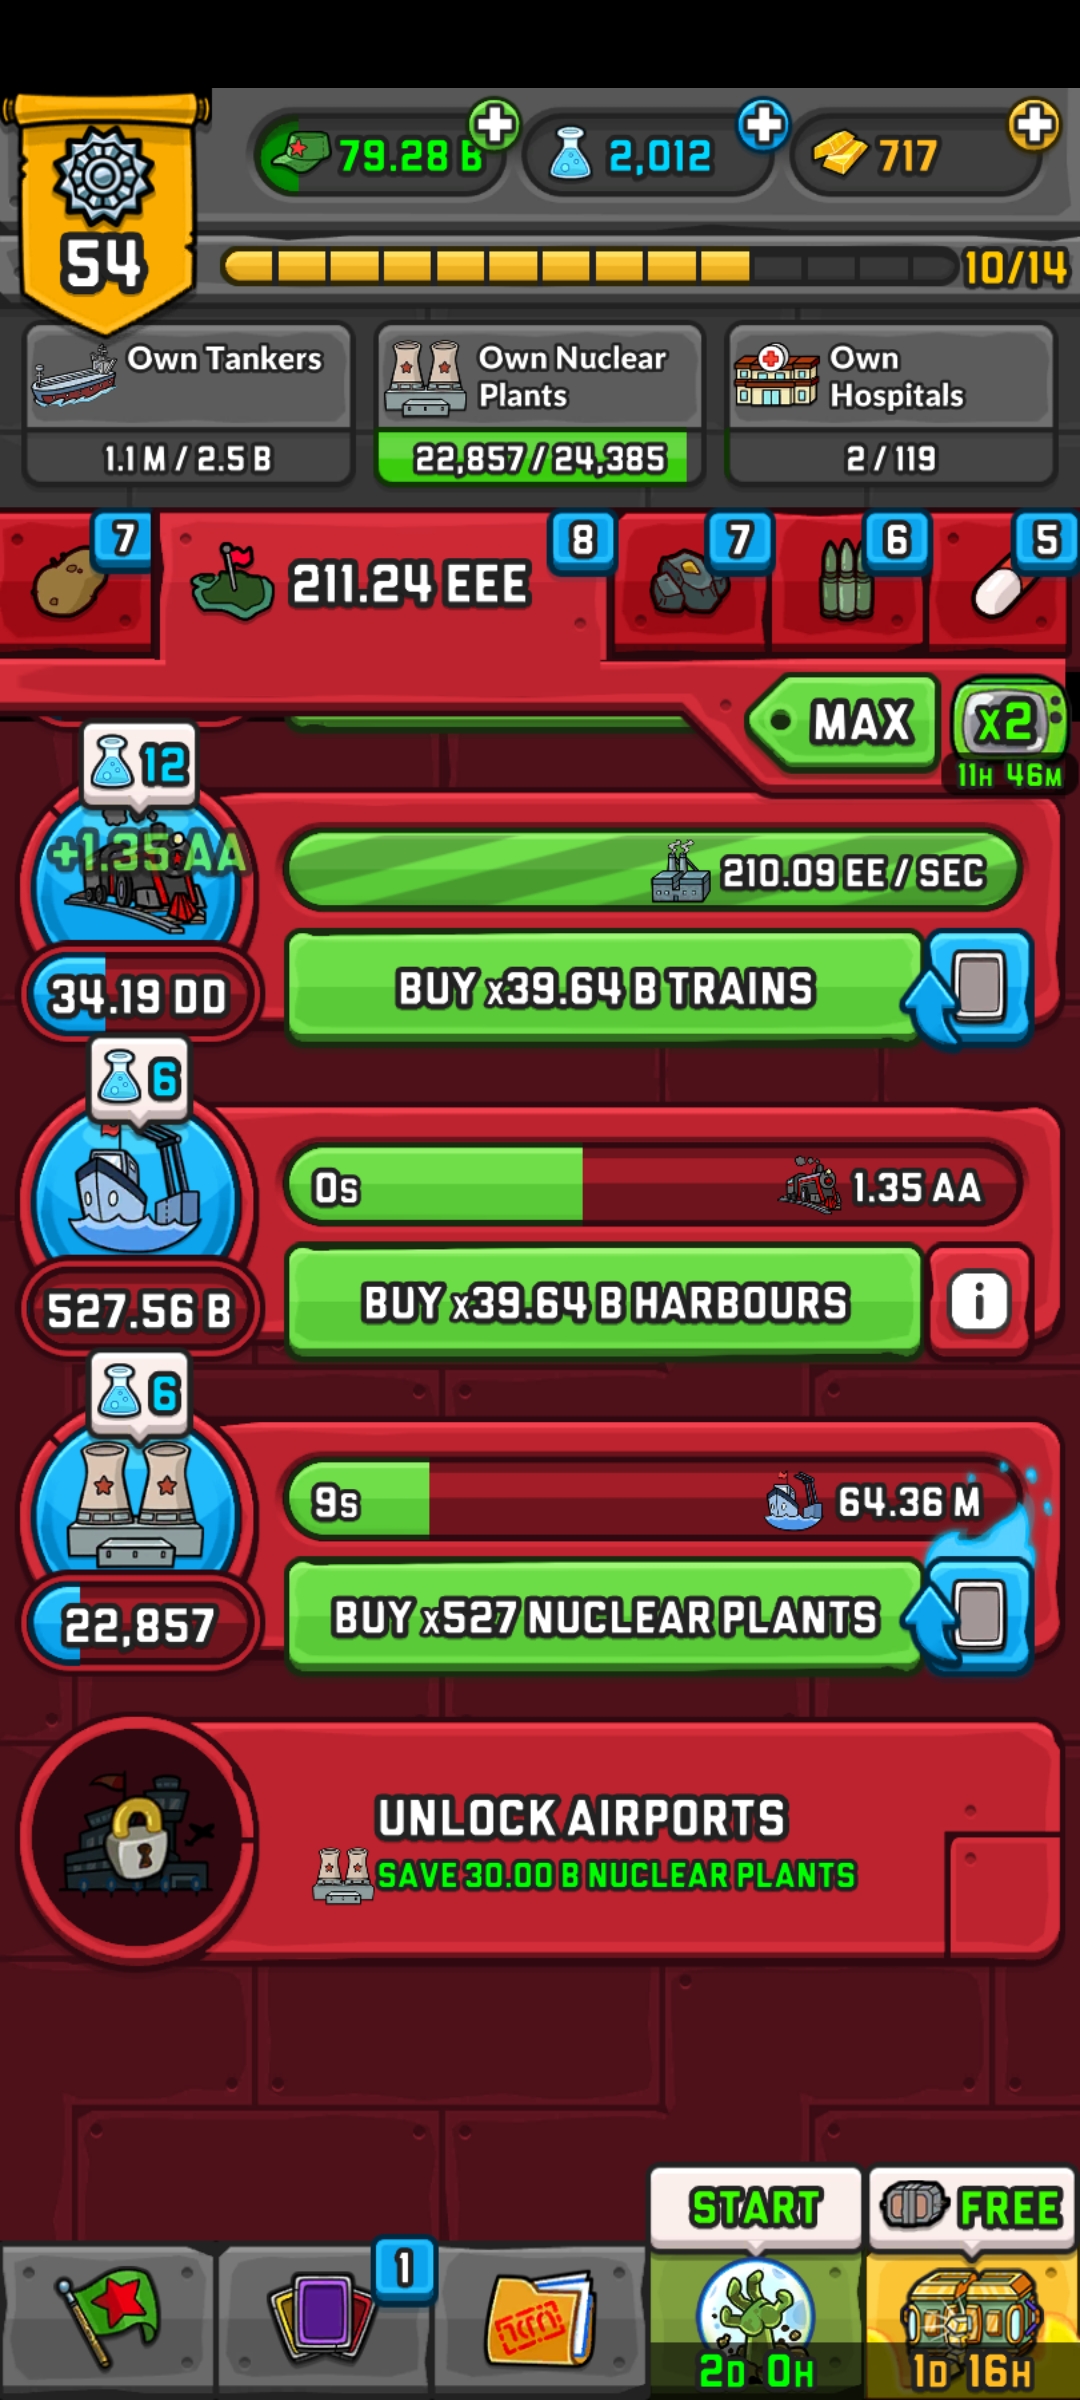 79.28 B
2,012
717
54
10/14
Own Tankers
1.1 M / 2.5 B
Own Nuclear
Plants
22,857/24,385
Own
Hospitals
2 / 119
7
211.24 EEE
8
7
6
5
MAX
x2
11H 46M
12
+1.35 AA
210.09 EE / SEC
34.19 DD
BUY x39.64 B TRAINS
6
0s
1.35 AA
527.56 B
BUY x39.64 B HARBOURS
i
6
9s
64.36 M
22,857
BUY x527 NUCLEAR PLANTS
UNLOCK AIRPORTS
SAVE 30.00 B NUCLEAR PLANTS
1
START
2D 0H
FREE
1D 16H